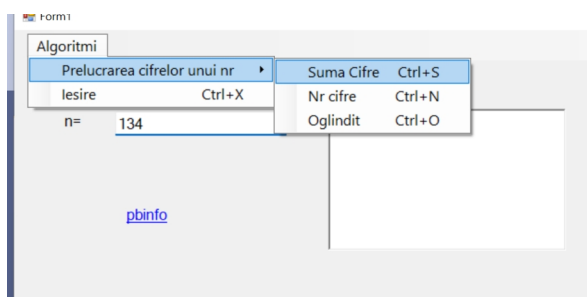 Form1
Algoritmi
Prelucrarea cifrelor unui nr
Suma Cifre Ctrl+S
Iesire Ctrl+X
Nr cifre Ctrl+N
n= 134
Oglindit Ctrl+O
pbinfo